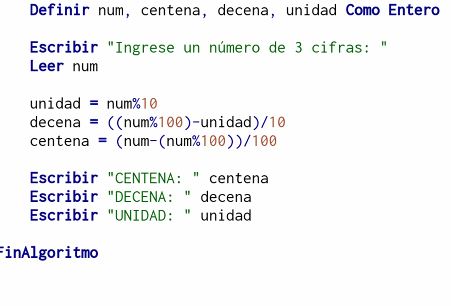 Definir num, centena, decena, unidad Como Entero
Escribir "Ingrese un número de 3 cifras: "
Leer num
unidad = num%10
decena = ((num%100)-unidad)/10
centena = (num-(num%100))/100
Escribir "CENTENA: " centena
Escribir "DECENA: " decena
Escribir "UNIDAD: " unidad
FinAlgoritmo